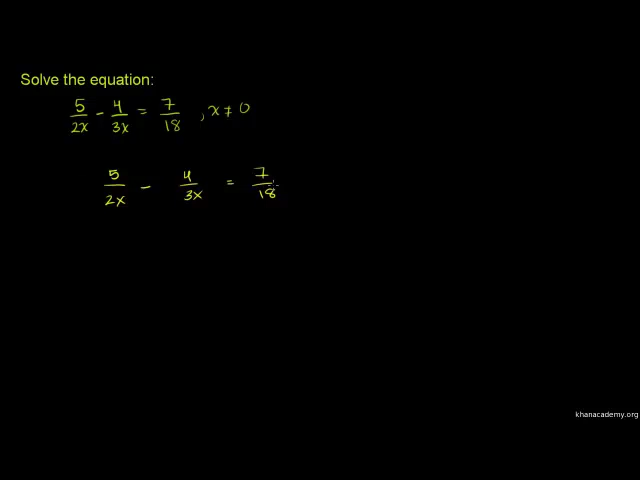 Solve the equation:
5/2x - 4/3x = 7/18 , x ≠ 0
5/2x - 4/3x = 7/18
khanacademy.org